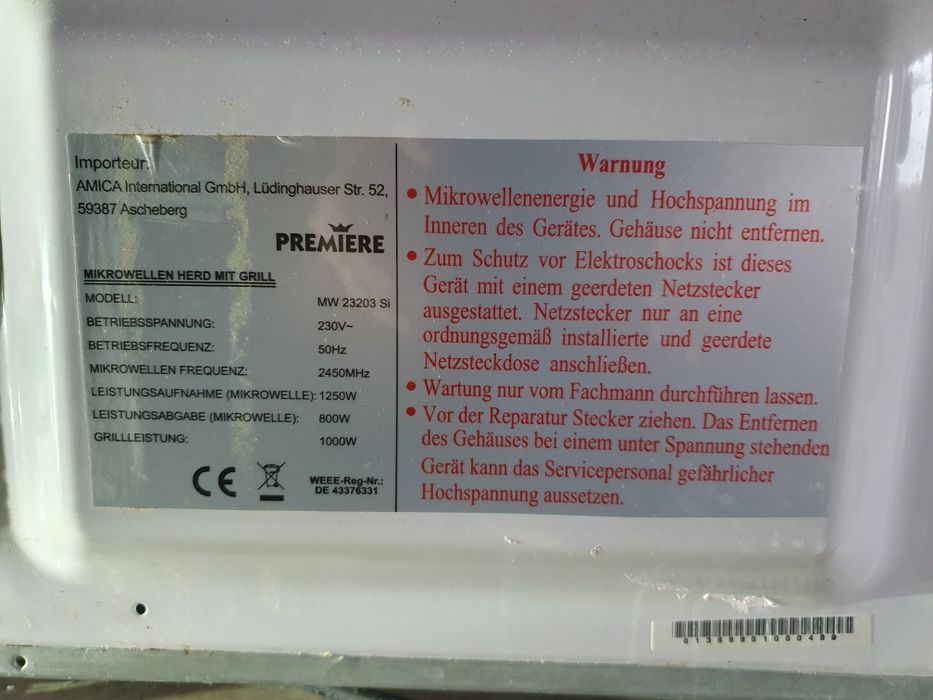 Importeur:
AMICA International GmbH, Lüdinghauser Str. 52,
59387 Ascheberg
PREMIERE
MIKROWELLEN HERD MIT GRILL
MODELL: MW 23203 Si
BETRIEBSSPANNUNG: 230V~
BETRIEBSFREQUENZ: 50Hz
MIKROWELLEN FREQUENZ: 2450MHz
LEISTUNGSAUFNAHME (MIKROWELLE): 1250W
LEISTUNGSABGABE (MIKROWELLE): 800W
GRILLLEISTUNG: 1000W
CE
WEEE-Reg-Nr.:
DE 43376331
Warnung
• Mikrowellenenergie und Hochspannung im
Inneren des Gerätes. Gehäuse nicht entfernen.
• Zum Schutz vor Elektroschocks ist dieses
Gerät mit einem geerdeten Netzstecker
ausgestattet. Netzstecker nur an eine
ordnungsgemäß installierte und geerdete
Netzsteckdose anschließen.
• Wartung nur vom Fachmann durchführen lassen.
• Vor der Reparatur Stecker ziehen. Das Entfernen
des Gehäuses bei einem unter Spannung stehenden
Gerät kann das Servicepersonal gefährlicher
Hochspannung aussetzen.